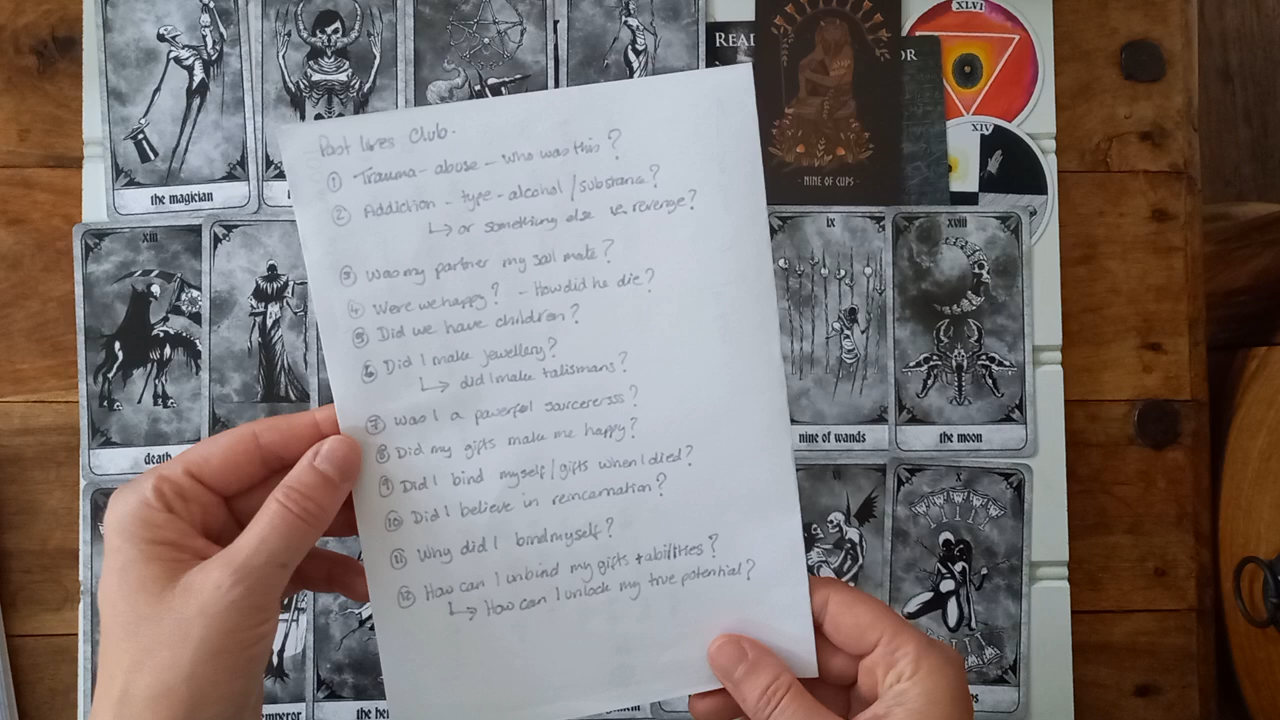 XLVI
REA
OR
XIV
- NINE OF CUPS -
the magician
Past lives Club.
① Trauma - abuse - who was this?
② Addiction - type - alcohol / substance?
↳ or something else ie revenge?
③ Was my partner my soul mate?
④ Were we happy? - How did he die?
⑤ Did we have children?
⑥ Did I make jewellery?
↳ did I make talismans?
⑦ Was I a powerful sourcererss?
⑧ Did my gifts make me happy?
⑨ Did I bind myself/gifts when I died?
⑩ Did I believe in reincarnation?
⑪ Why did I bind myself?
⑫ How can I unbind my gifts + abilities?
↳ How can I unlock my true potential?
xiii
death
ix
nine of wands
xviii
the moon
x
emperor
the he